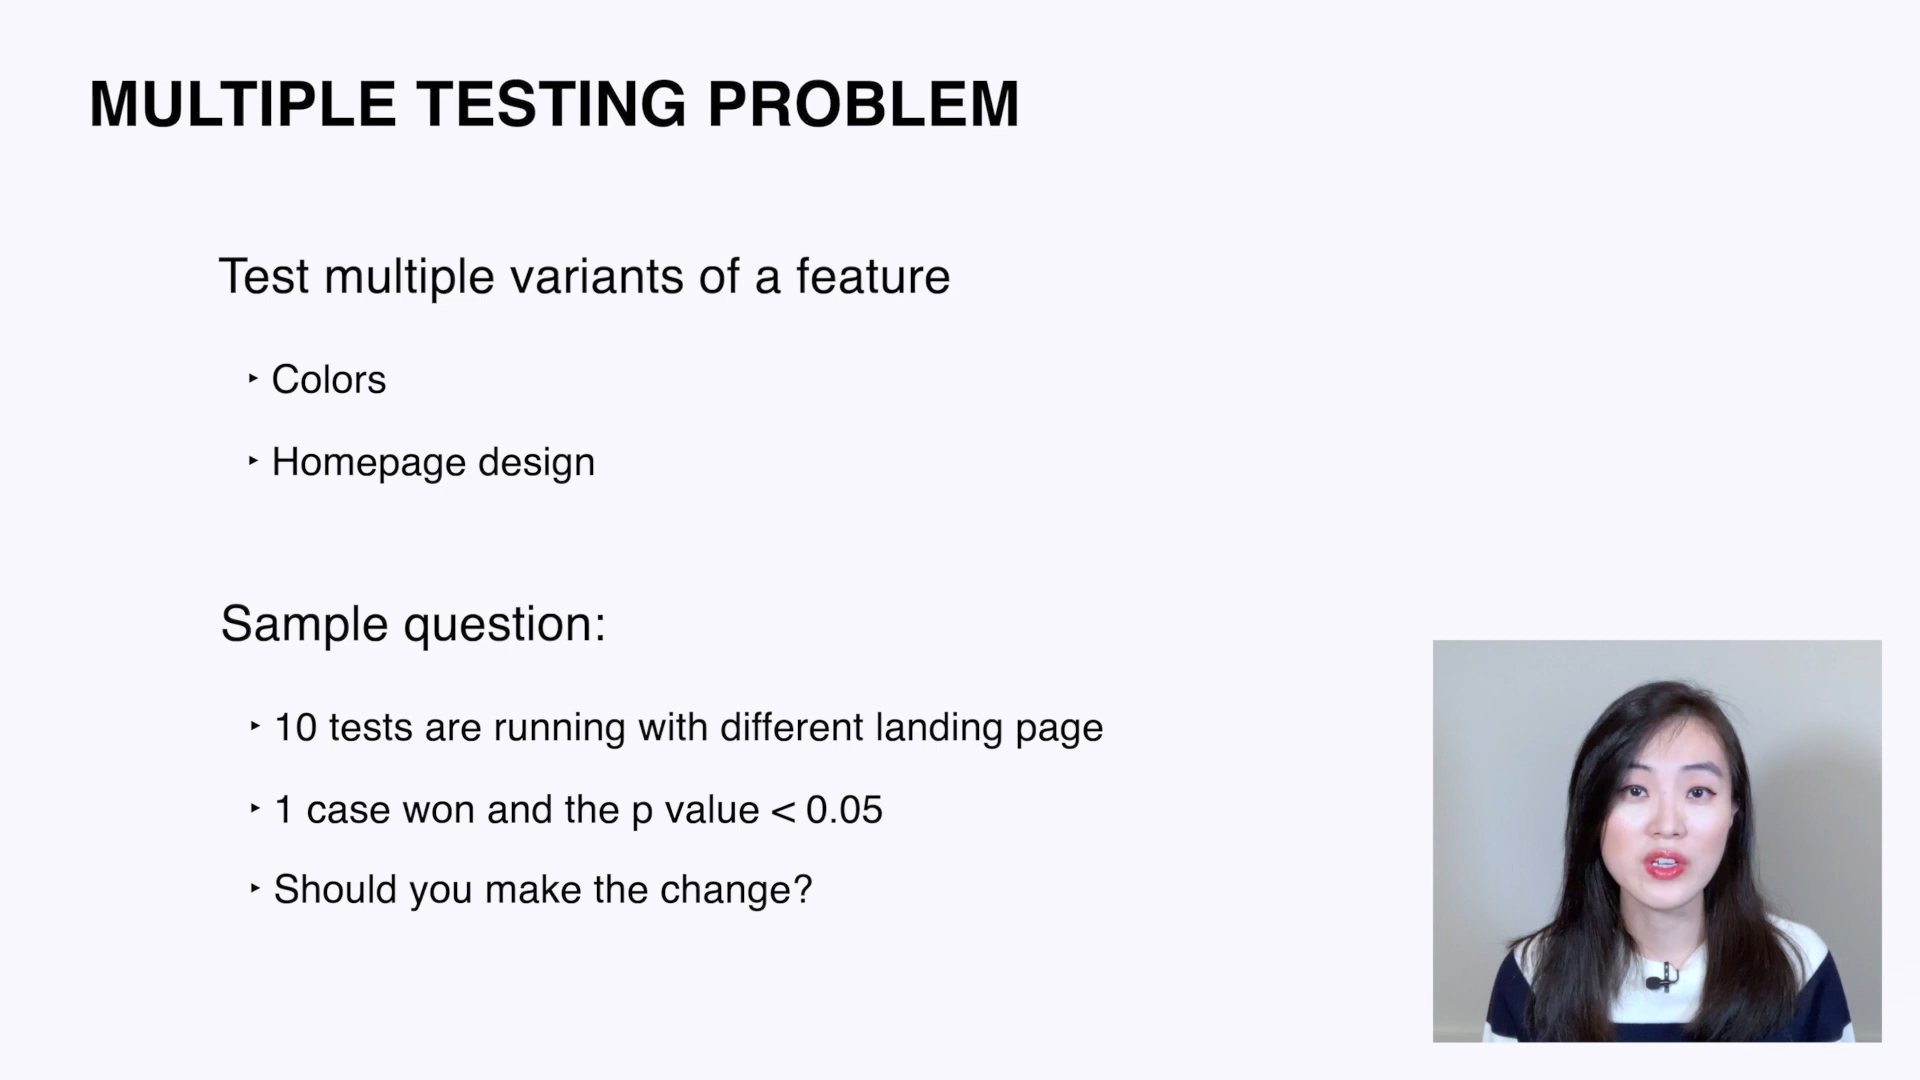 MULTIPLE TESTING PROBLEM
Test multiple variants of a feature
‣ Colors
‣ Homepage design
Sample question:
‣ 10 tests are running with different landing page
‣ 1 case won and the p value < 0.05
‣ Should you make the change?